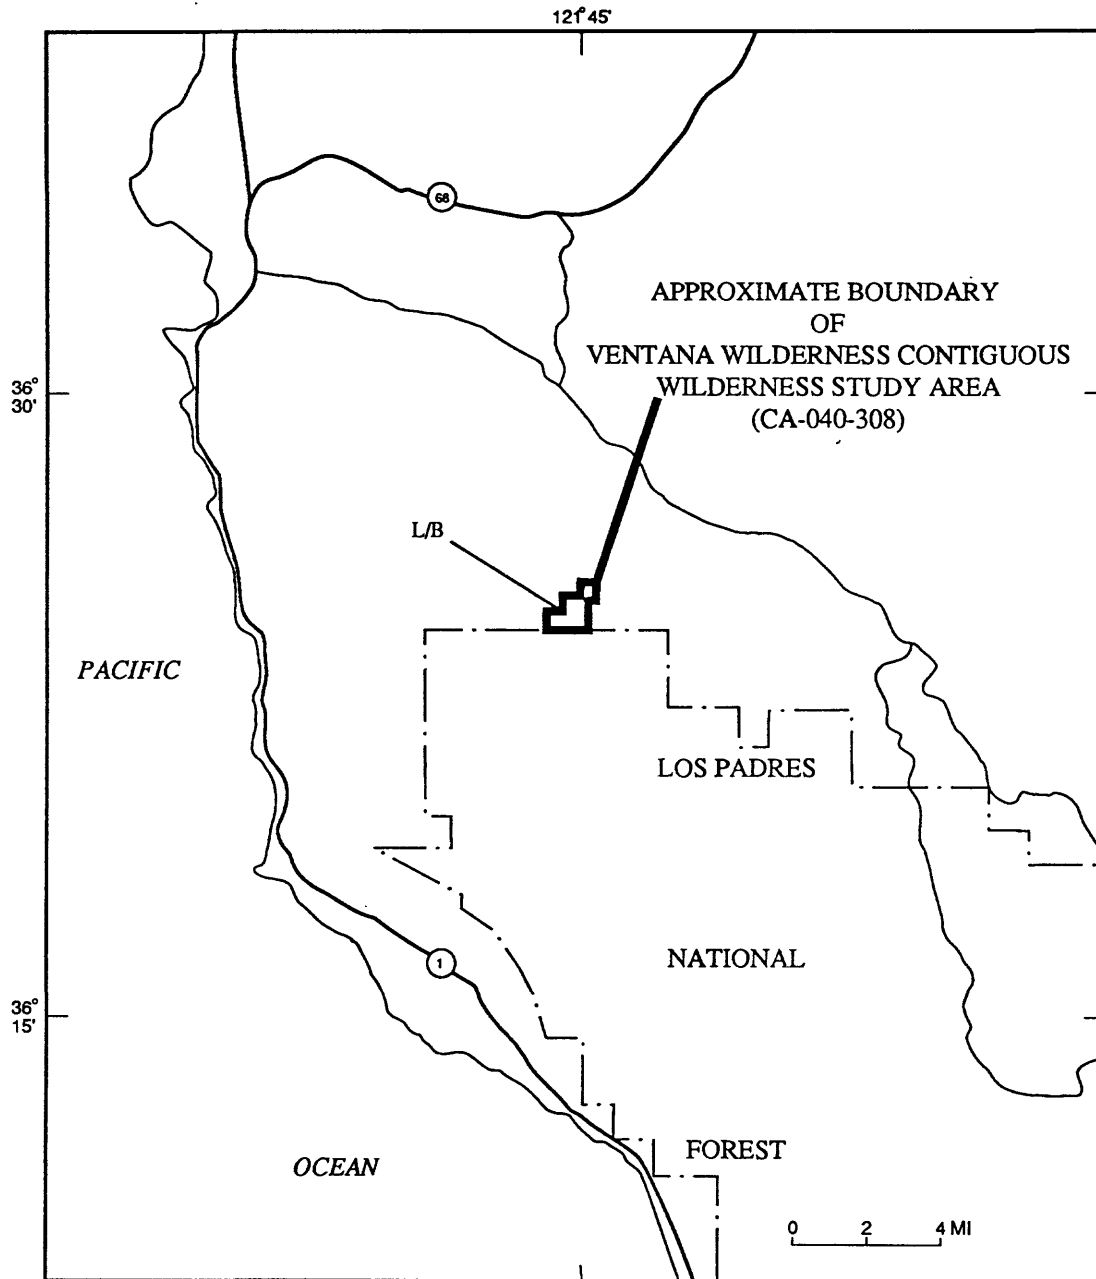 121° 45'
68
APPROXIMATE BOUNDARY
OF
VENTANA WILDERNESS CONTIGUOUS
WILDERNESS STUDY AREA
(CA-040-308)
36°
30'
L/B
PACIFIC
LOS PADRES
NATIONAL
1
36°
15'
FOREST
OCEAN
0 2 4 MI